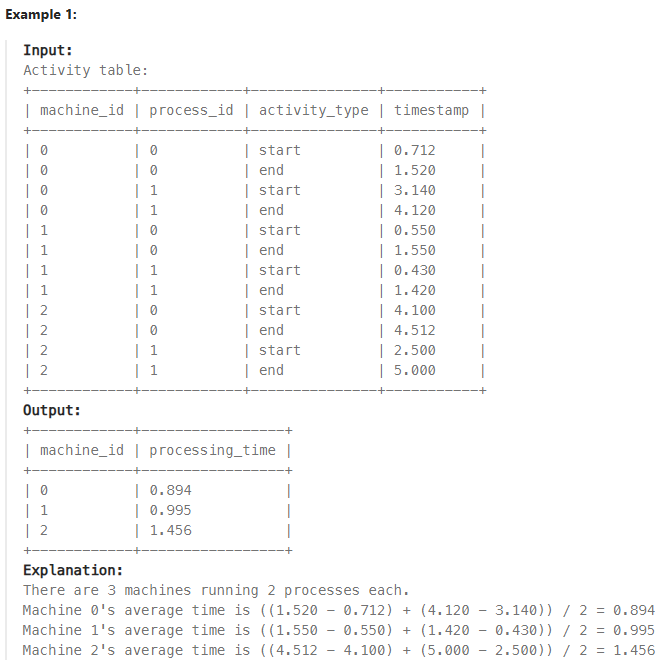 Example 1:
Input:
Activity table:
+------------+------------+---------------+-----------+
| machine_id | process_id | activity_type | timestamp |
+------------+------------+---------------+-----------+
| 0          | 0          | start         | 0.712     |
| 0          | 0          | end           | 1.520     |
| 0          | 1          | start         | 3.140     |
| 0          | 1          | end           | 4.120     |
| 1          | 0          | start         | 0.550     |
| 1          | 0          | end           | 1.550     |
| 1          | 1          | start         | 0.430     |
| 1          | 1          | end           | 1.420     |
| 2          | 0          | start         | 4.100     |
| 2          | 0          | end           | 4.512     |
| 2          | 1          | start         | 2.500     |
| 2          | 1          | end           | 5.000     |
+------------+------------+---------------+-----------+
Output:
+------------+-----------------+
| machine_id | processing_time |
+------------+-----------------+
| 0          | 0.894           |
| 1          | 0.995           |
| 2          | 1.456           |
+------------+-----------------+
Explanation:
There are 3 machines running 2 processes each.
Machine 0's average time is ((1.520 - 0.712) + (4.120 - 3.140)) / 2 = 0.894
Machine 1's average time is ((1.550 - 0.550) + (1.420 - 0.430)) / 2 = 0.995
Machine 2's average time is ((4.512 - 4.100) + (5.000 - 2.500)) / 2 = 1.456